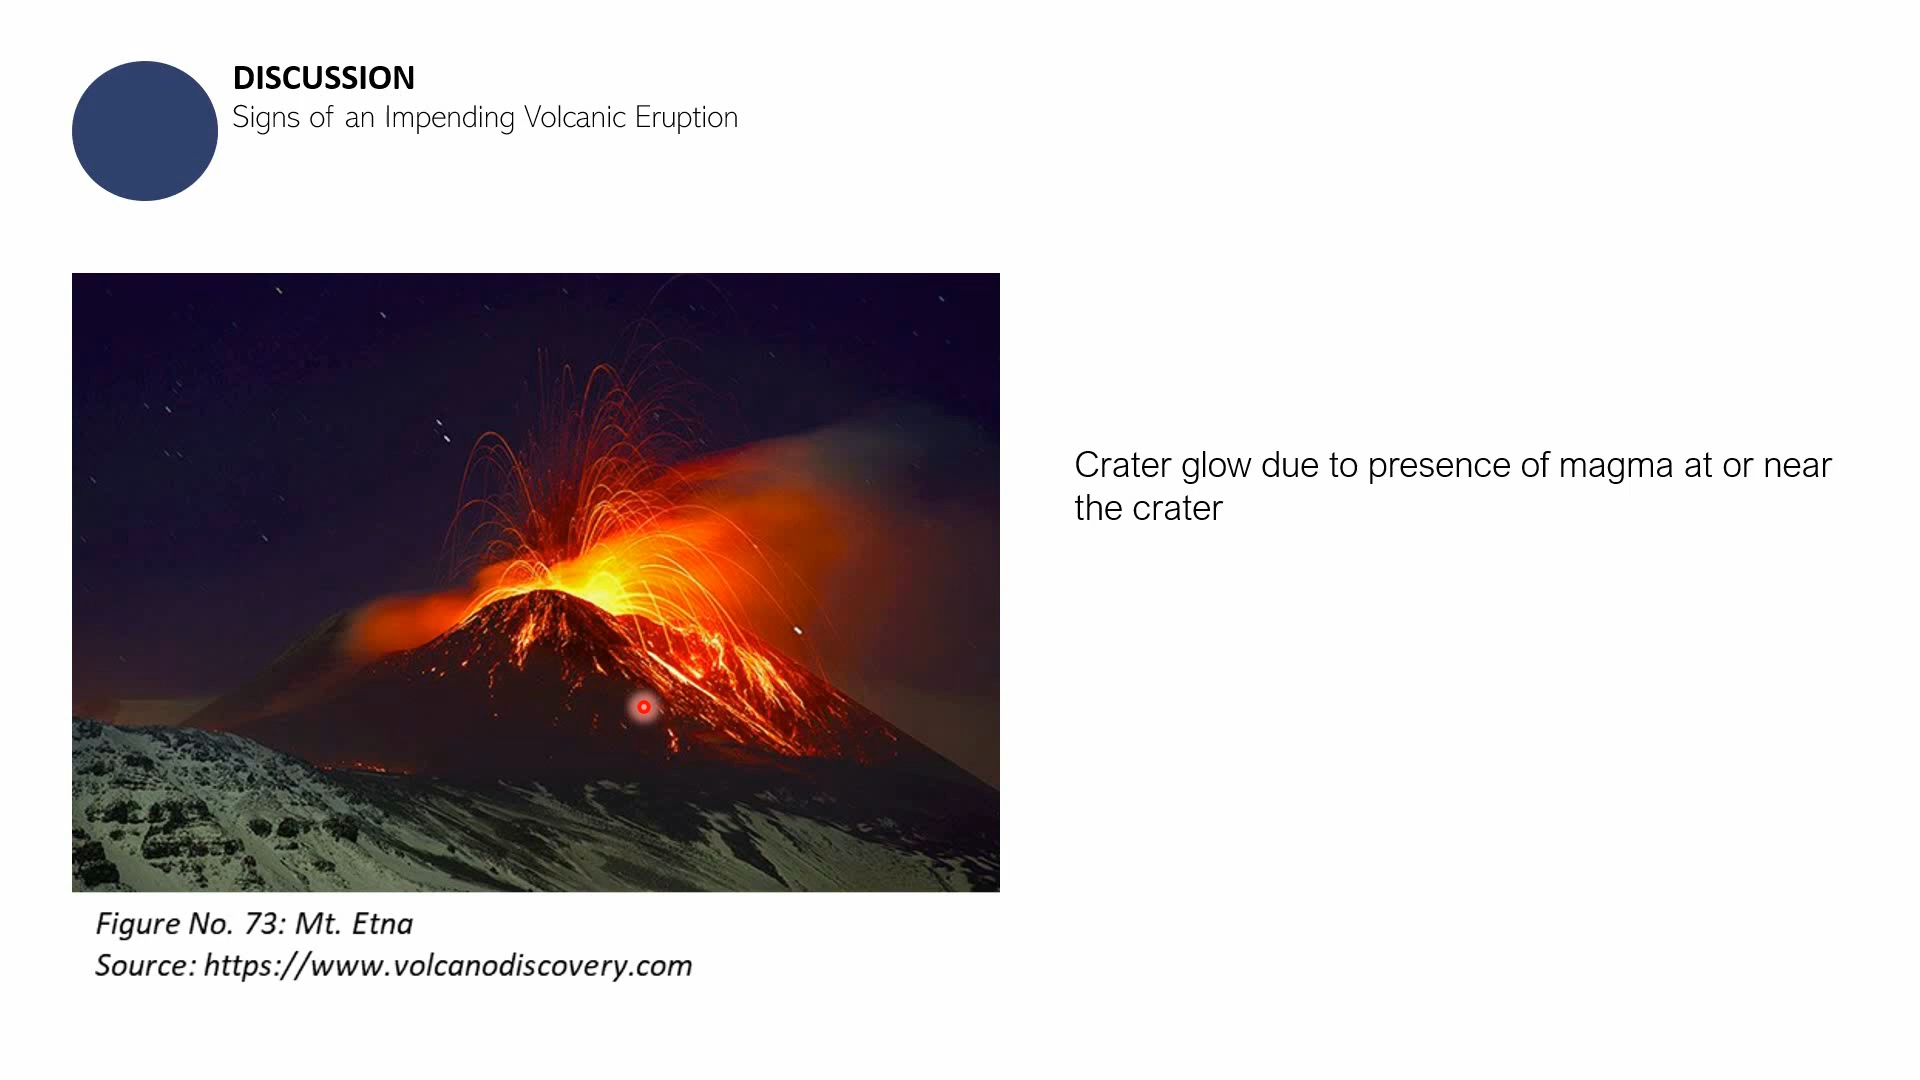 DISCUSSION
Signs of an Impending Volcanic Eruption
Crater glow due to presence of magma at or near
the crater
Figure No. 73: Mt. Etna
Source: https://www.volcanodiscovery.com